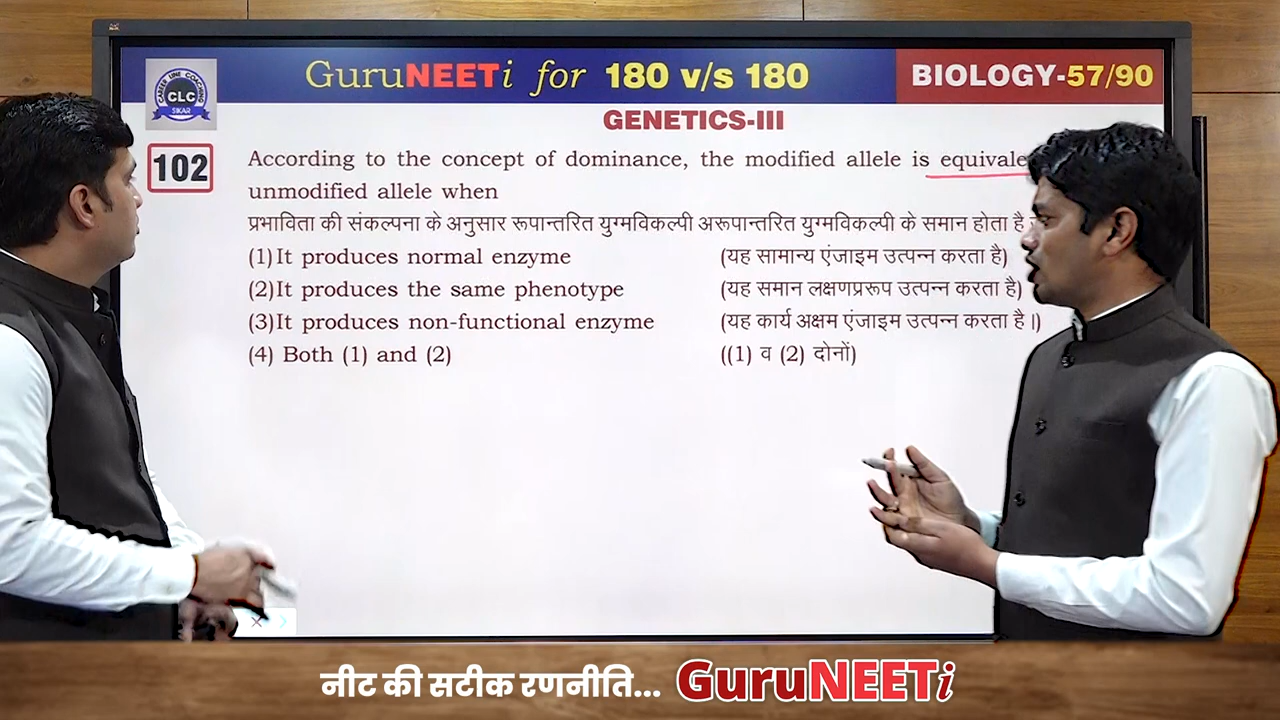 GuruNEETi for 180 v/s 180
BIOLOGY-57/90
CAREER LINE COACHING
CLC
SIKAR
GENETICS-III
102
According to the concept of dominance, the modified allele is
unmodified allele when
प्रभाविता की संकल्पना के अनुसार रूपान्तरित युग्मविकल्पी अरूपान्तरित युग्मविकल्पी के समान होता है
(1) It produces normal enzyme (यह सामान्य एंजाइम उत्पन्न करता है)
(2) It produces the same phenotype (यह समान लक्षणप्ररूप उत्पन्न करता है)
(3) It produces non-functional enzyme (यह कार्य अक्षम एंजाइम उत्पन्न करता है।)
(4) Both (1) and (2) ((1) व (2) दोनों)
नीट की सटीक रणनीति... GuruNEETi